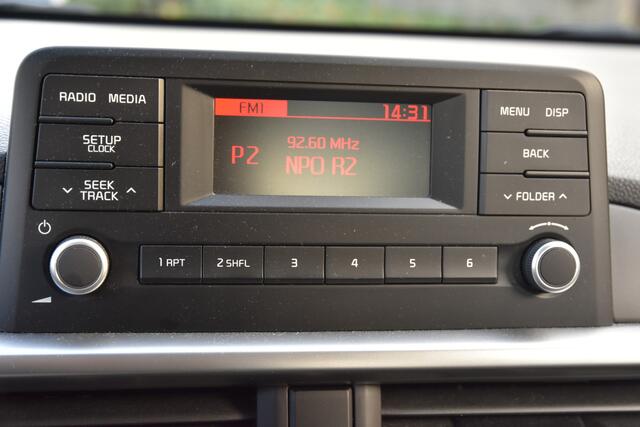 RADIO MEDIA
SETUP
CLOCK
SEEK
TRACK
FM1 14:31
92.60 MHz
P2 NPO R2
MENU DISP
BACK
FOLDER
1 RPT 2 SHFL 3 4 5 6